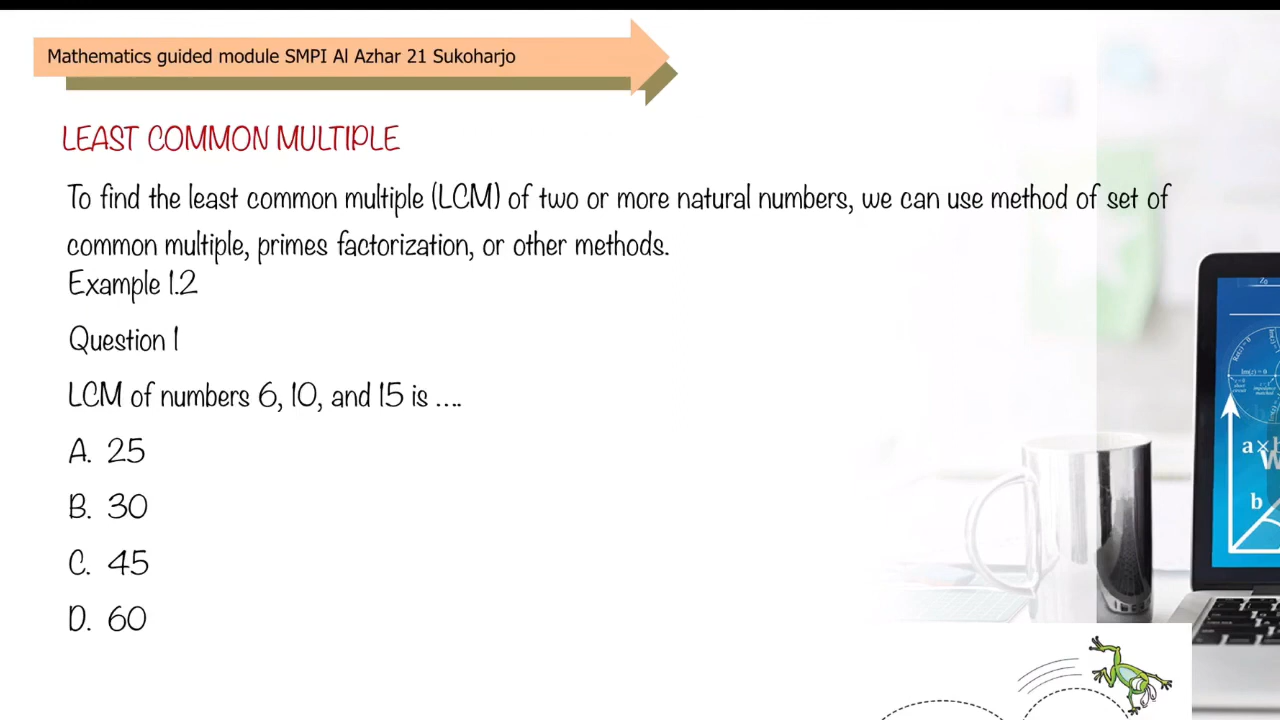 Mathematics guided module SMPI Al Azhar 21 Sukoharjo
LEAST COMMON MULTIPLE
To find the least common multiple (LCM) of two or more natural numbers, we can use method of set of
common multiple, primes factorization, or other methods.
Example 1.2
Question 1
LCM of numbers 6, 10, and 15 is ....
A. 25
B. 30
C. 45
D. 60
a×b
b